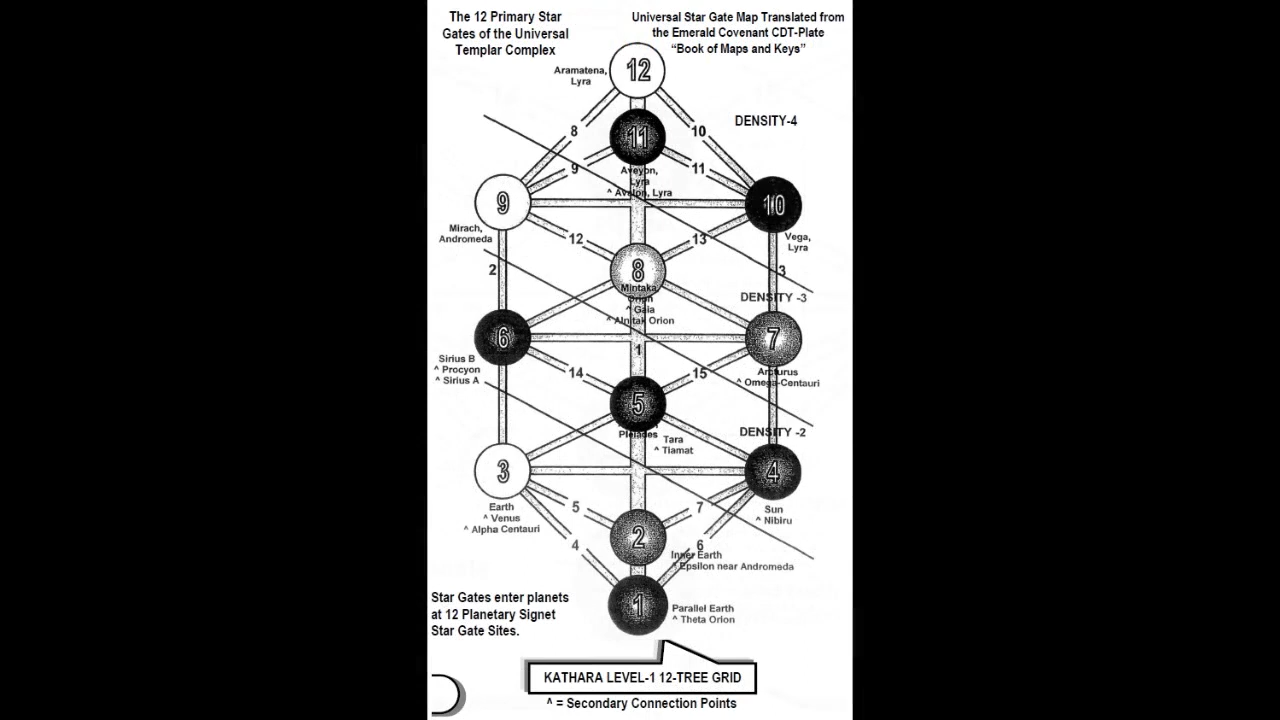 The 12 Primary Star
Gates of the Universal
Templar Complex
Universal Star Gate Map Translated from
the Emerald Covenant CDT-Plate
“Book of Maps and Keys”
12
Aramatena,
Lyra
DENSITY-4
8
11
10
9
11
Aveyon,
Lyra
^ Avalon, Lyra
9
10
Mirach,
Andromeda
Vega,
Lyra
12
13
2
8
3
Mintaka
Orion
^ Gaia
^ Alnitak Orion
DENSITY -3
6
7
1
Sirius B
^ Procyon
^ Sirius A
Arcturus
^ Omega-Centauri
14
15
5
Pleiades
Tara
^ Tiamat
DENSITY -2
3
4
Earth
^ Venus
^ Alpha Centauri
Sun
^ Nibiru
5
7
4
2
6
Inner Earth
^ Epsilon near Andromeda
1
Parallel Earth
^ Theta Orion
Star Gates enter planets
at 12 Planetary Signet
Star Gate Sites.
KATHARA LEVEL-1 12-TREE GRID
^ = Secondary Connection Points